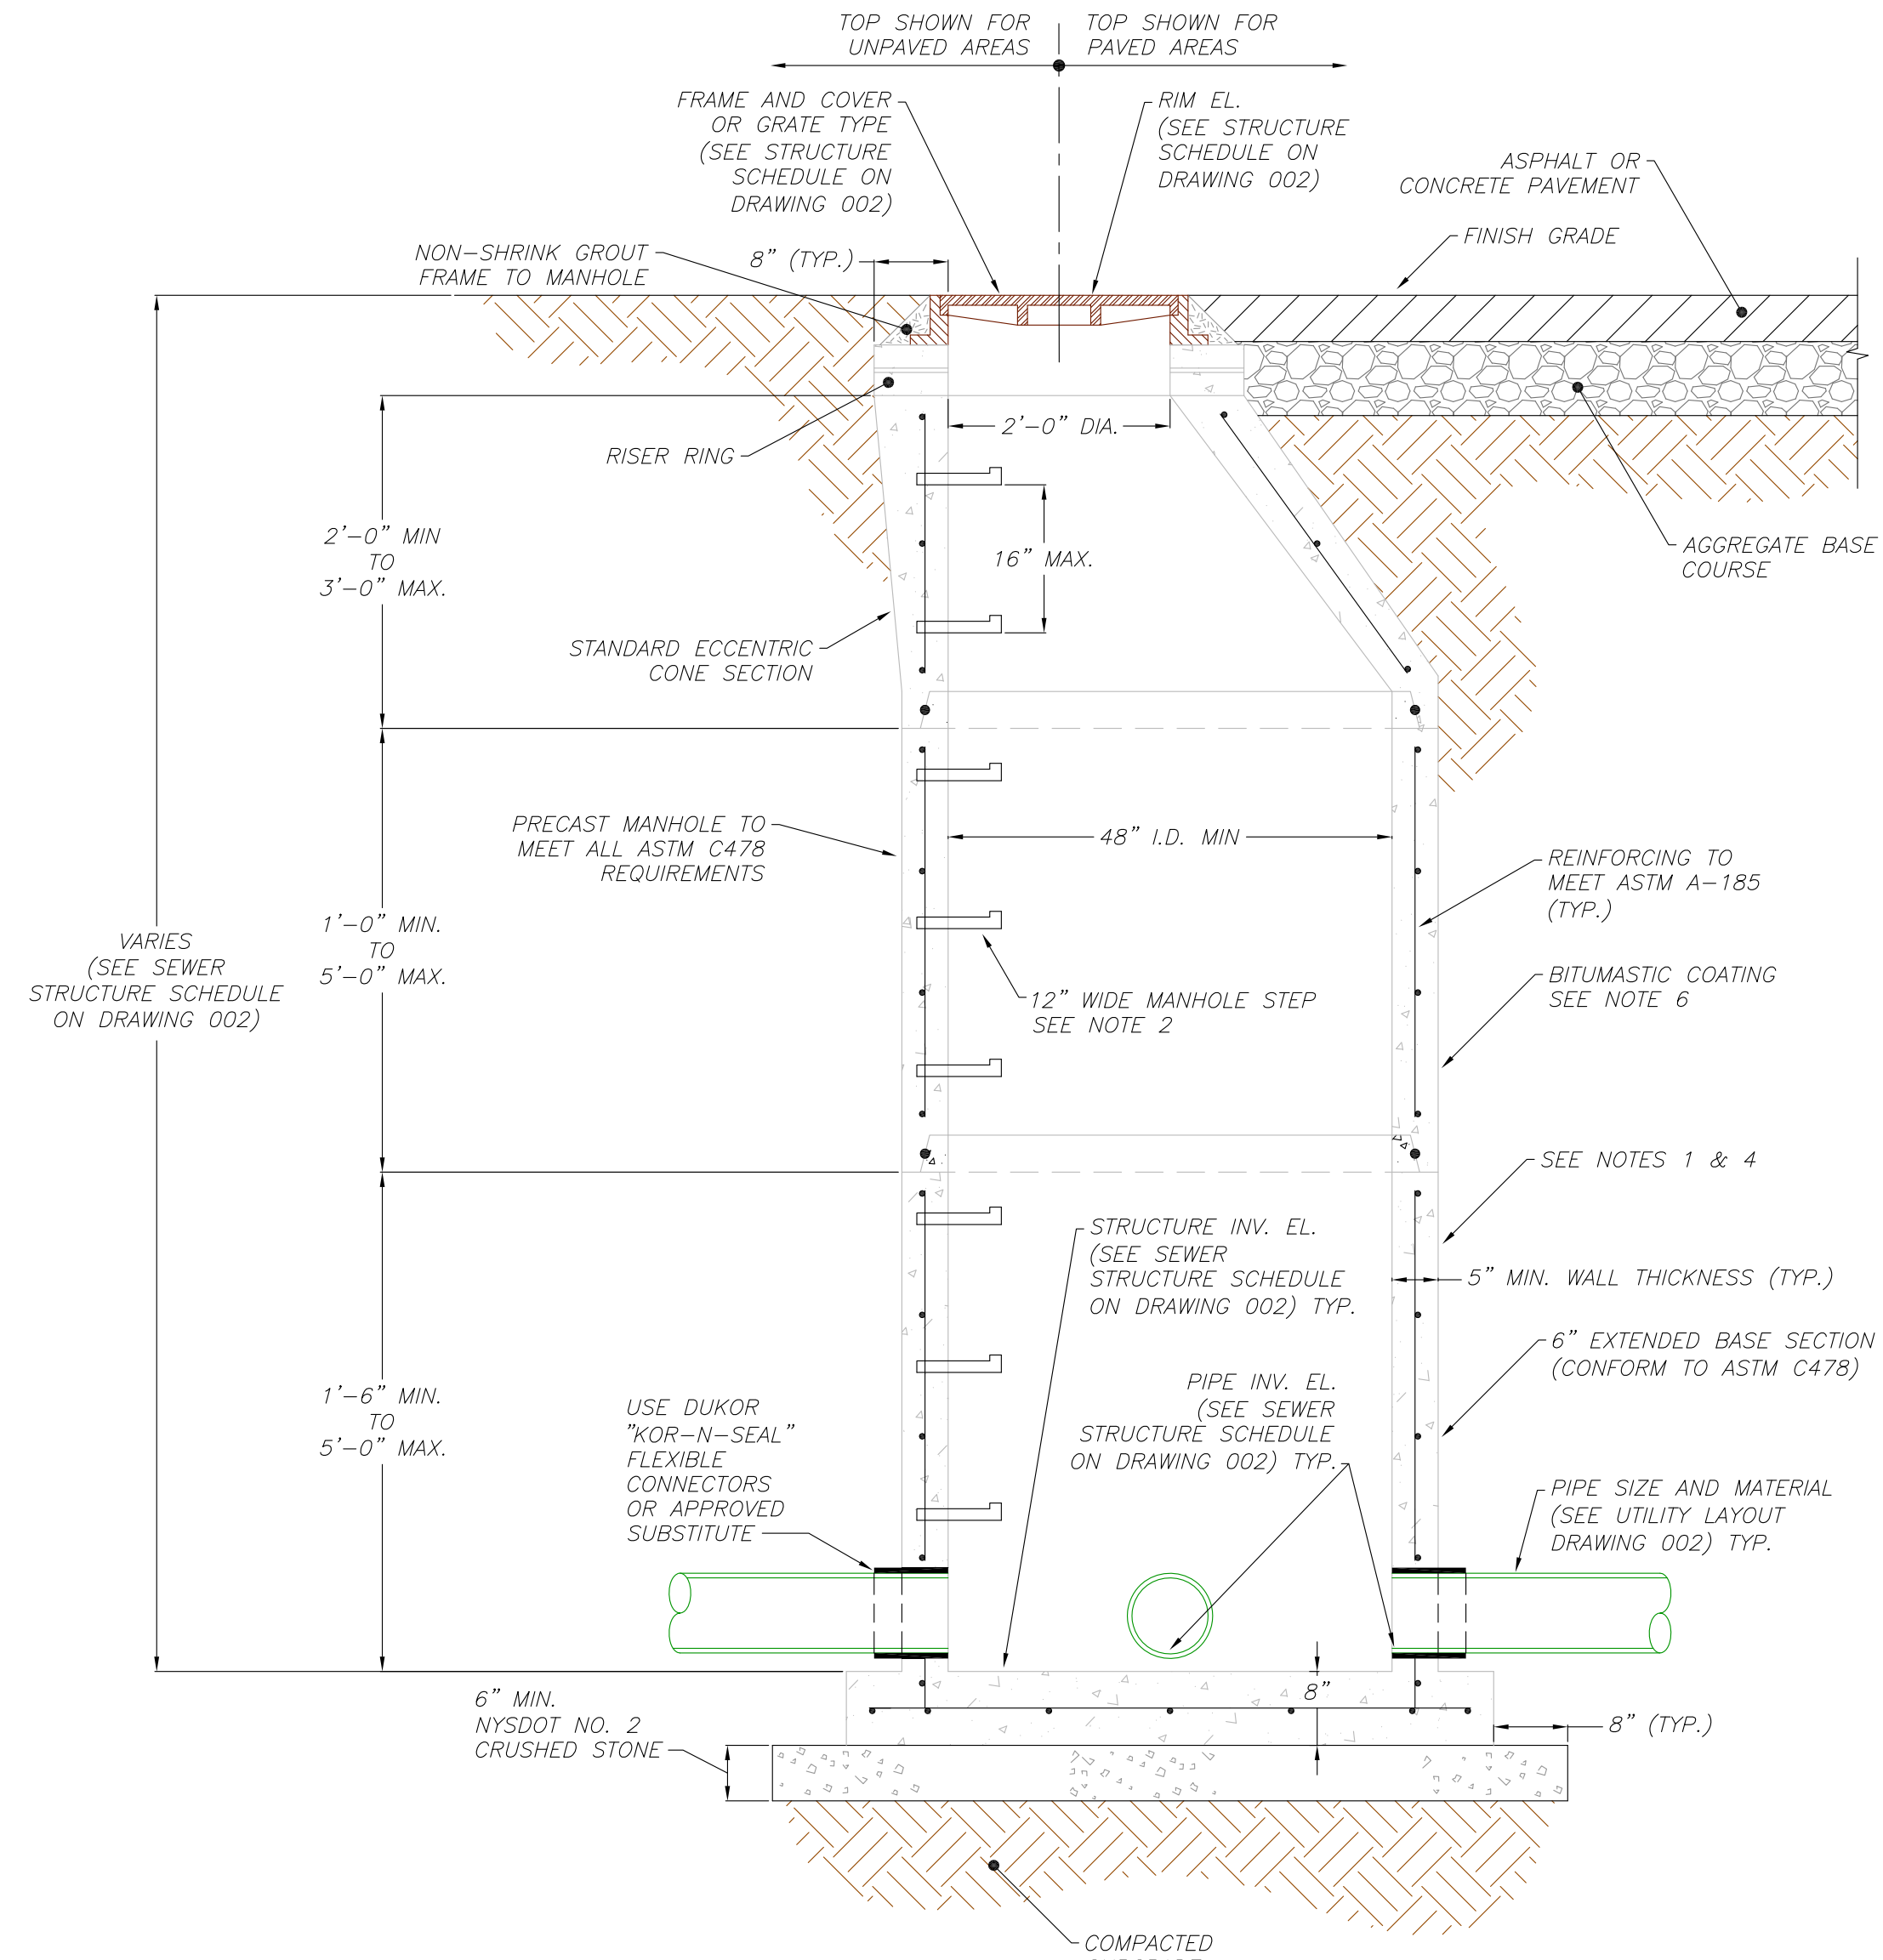 TOP SHOWN FOR
UNPAVED AREAS
TOP SHOWN FOR
PAVED AREAS
FRAME AND COVER
OR GRATE TYPE
(SEE STRUCTURE
SCHEDULE ON
DRAWING 002)
RIM EL.
(SEE STRUCTURE
SCHEDULE ON
DRAWING 002)
ASPHALT OR
CONCRETE PAVEMENT
FINISH GRADE
NON-SHRINK GROUT
FRAME TO MANHOLE
8" (TYP.)
2'-0" DIA.
RISER RING
2'-0" MIN
TO
3'-0" MAX.
16" MAX.
AGGREGATE BASE
COURSE
STANDARD ECCENTRIC
CONE SECTION
PRECAST MANHOLE TO
MEET ALL ASTM C478
REQUIREMENTS
48" I.D. MIN
REINFORCING TO
MEET ASTM A-185
(TYP.)
VARIES
(SEE SEWER
STRUCTURE SCHEDULE
ON DRAWING 002)
1'-0" MIN.
TO
5'-0" MAX.
12" WIDE MANHOLE STEP
SEE NOTE 2
BITUMASTIC COATING
SEE NOTE 6
SEE NOTES 1 & 4
STRUCTURE INV. EL.
(SEE SEWER
STRUCTURE SCHEDULE
ON DRAWING 002) TYP.
5" MIN. WALL THICKNESS (TYP.)
6" EXTENDED BASE SECTION
(CONFORM TO ASTM C478)
1'-6" MIN.
TO
5'-0" MAX.
USE DUKOR
"KOR-N-SEAL"
FLEXIBLE
CONNECTORS
OR APPROVED
SUBSTITUTE
PIPE INV. EL.
(SEE SEWER
STRUCTURE SCHEDULE
ON DRAWING 002) TYP.
PIPE SIZE AND MATERIAL
(SEE UTILITY LAYOUT
DRAWING 002) TYP.
6" MIN.
NYSDOT NO. 2
CRUSHED STONE
8"
8" (TYP.)
COMPACTED